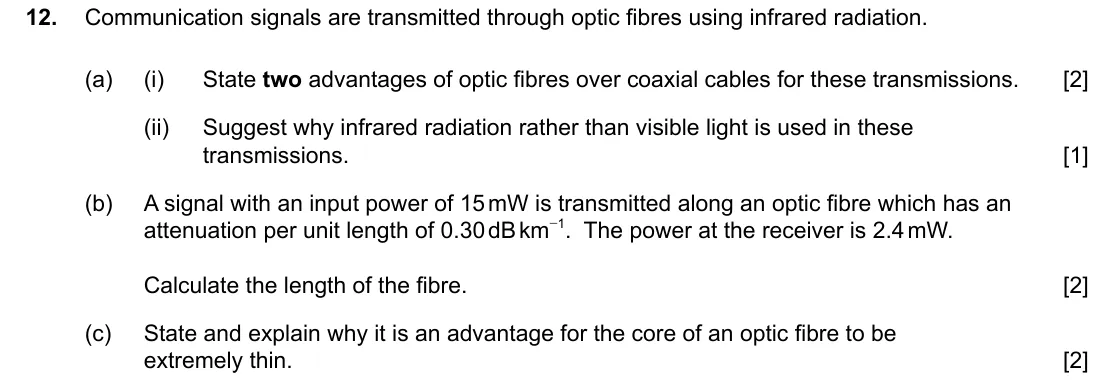 12. Communication signals are transmitted through optic fibres using infrared radiation.
(a) (i) State two advantages of optic fibres over coaxial cables for these transmissions. [2]
(ii) Suggest why infrared radiation rather than visible light is used in these
transmissions. [1]
(b) A signal with an input power of 15 mW is transmitted along an optic fibre which has an
attenuation per unit length of 0.30 dB km⁻¹. The power at the receiver is 2.4 mW.
Calculate the length of the fibre. [2]
(c) State and explain why it is an advantage for the core of an optic fibre to be
extremely thin. [2]